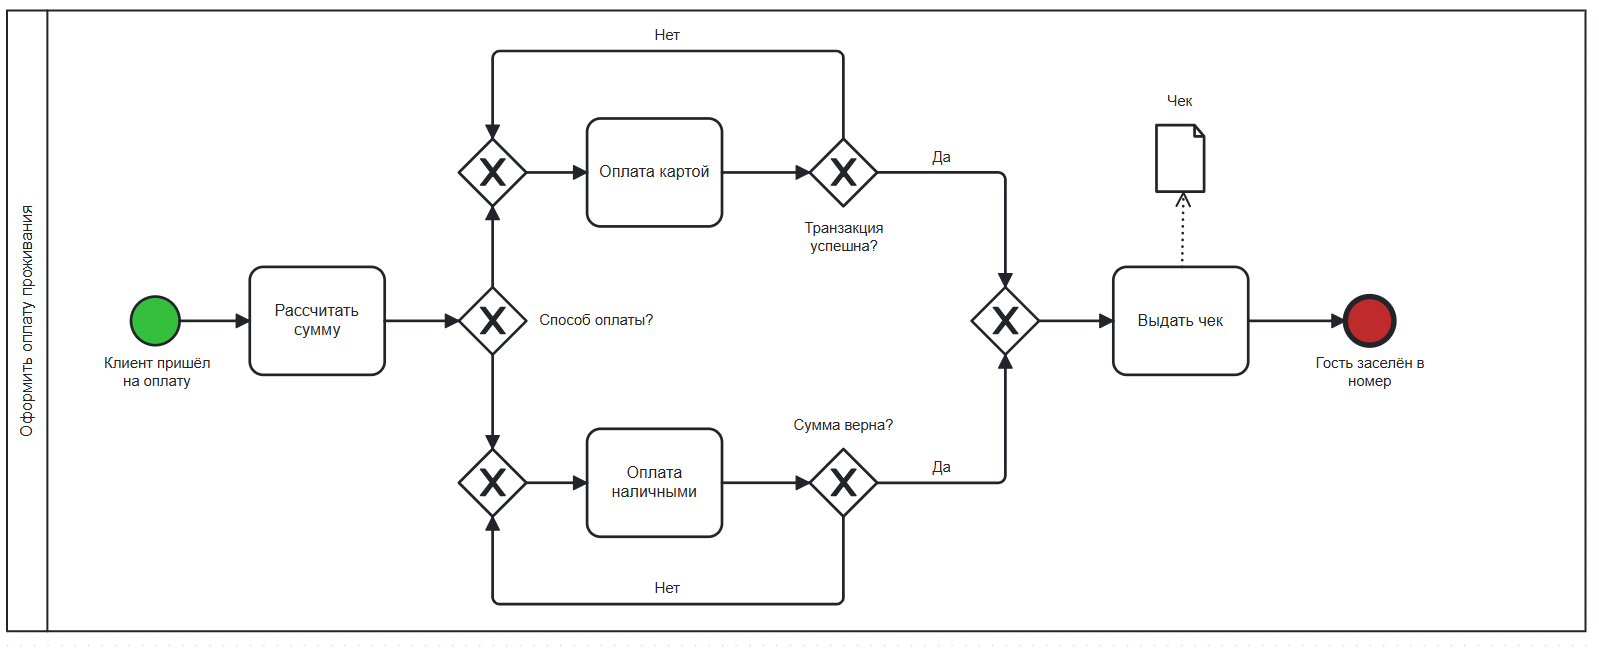 Оформить оплату проживания
Нет
Чек
Оплата картой
Да
Транзакция
успешна?
Рассчитать
сумму
Способ оплаты?
Выдать чек
Клиент пришёл
на оплату
Гость заселён в
номер
Сумма верна?
Оплата
наличными
Да
Нет